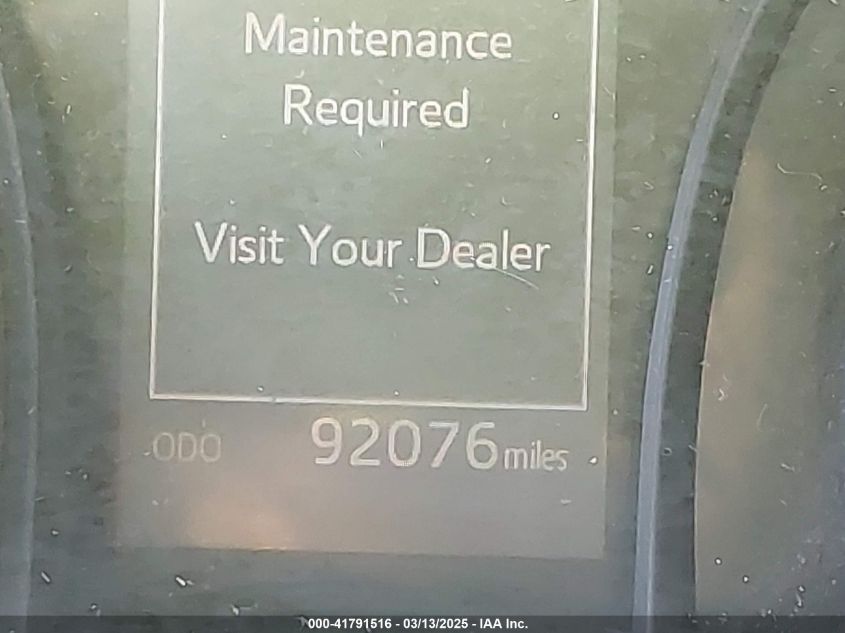 Maintenance
Required
Visit Your Dealer
ODO 92076 miles
000-41791516 - 03/13/2025 - IAA Inc.